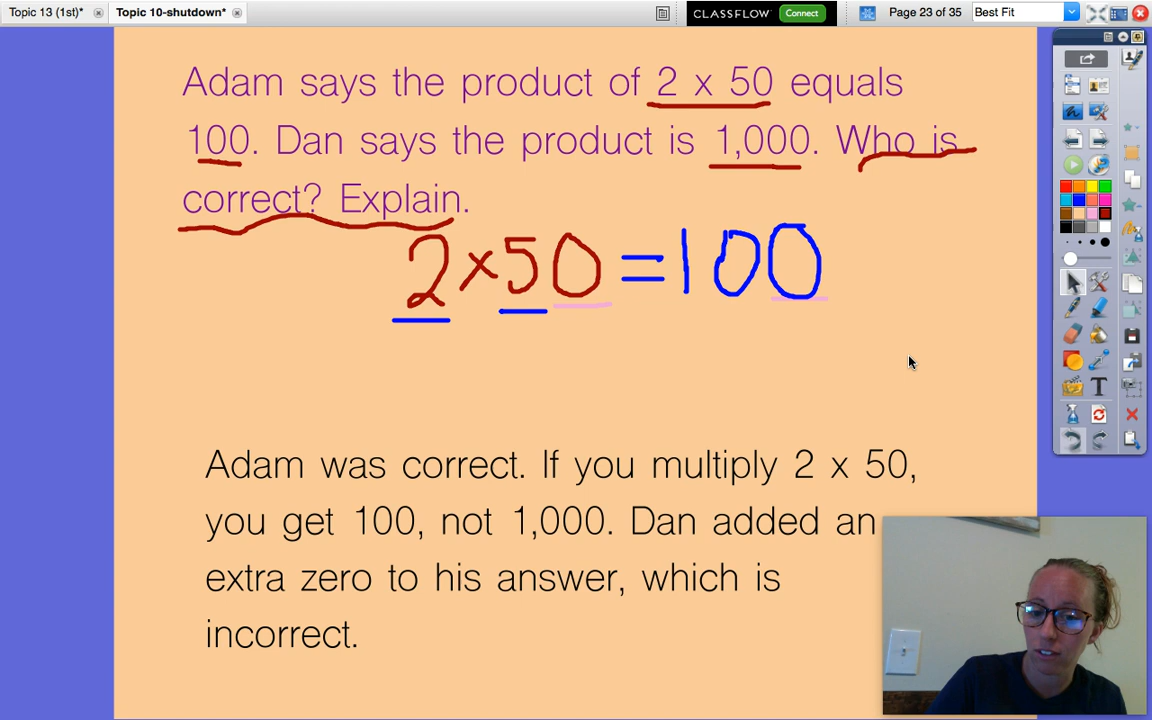 Topic 13 (1st)*
Topic 10-shutdown*
CLASSFLOW Connect
Page 23 of 35
Best Fit
Adam says the product of 2 x 50 equals
100. Dan says the product is 1,000. Who is
correct? Explain.
2 x 50 = 100
Adam was correct. If you multiply 2 x 50,
you get 100, not 1,000. Dan added an
extra zero to his answer, which is
incorrect.